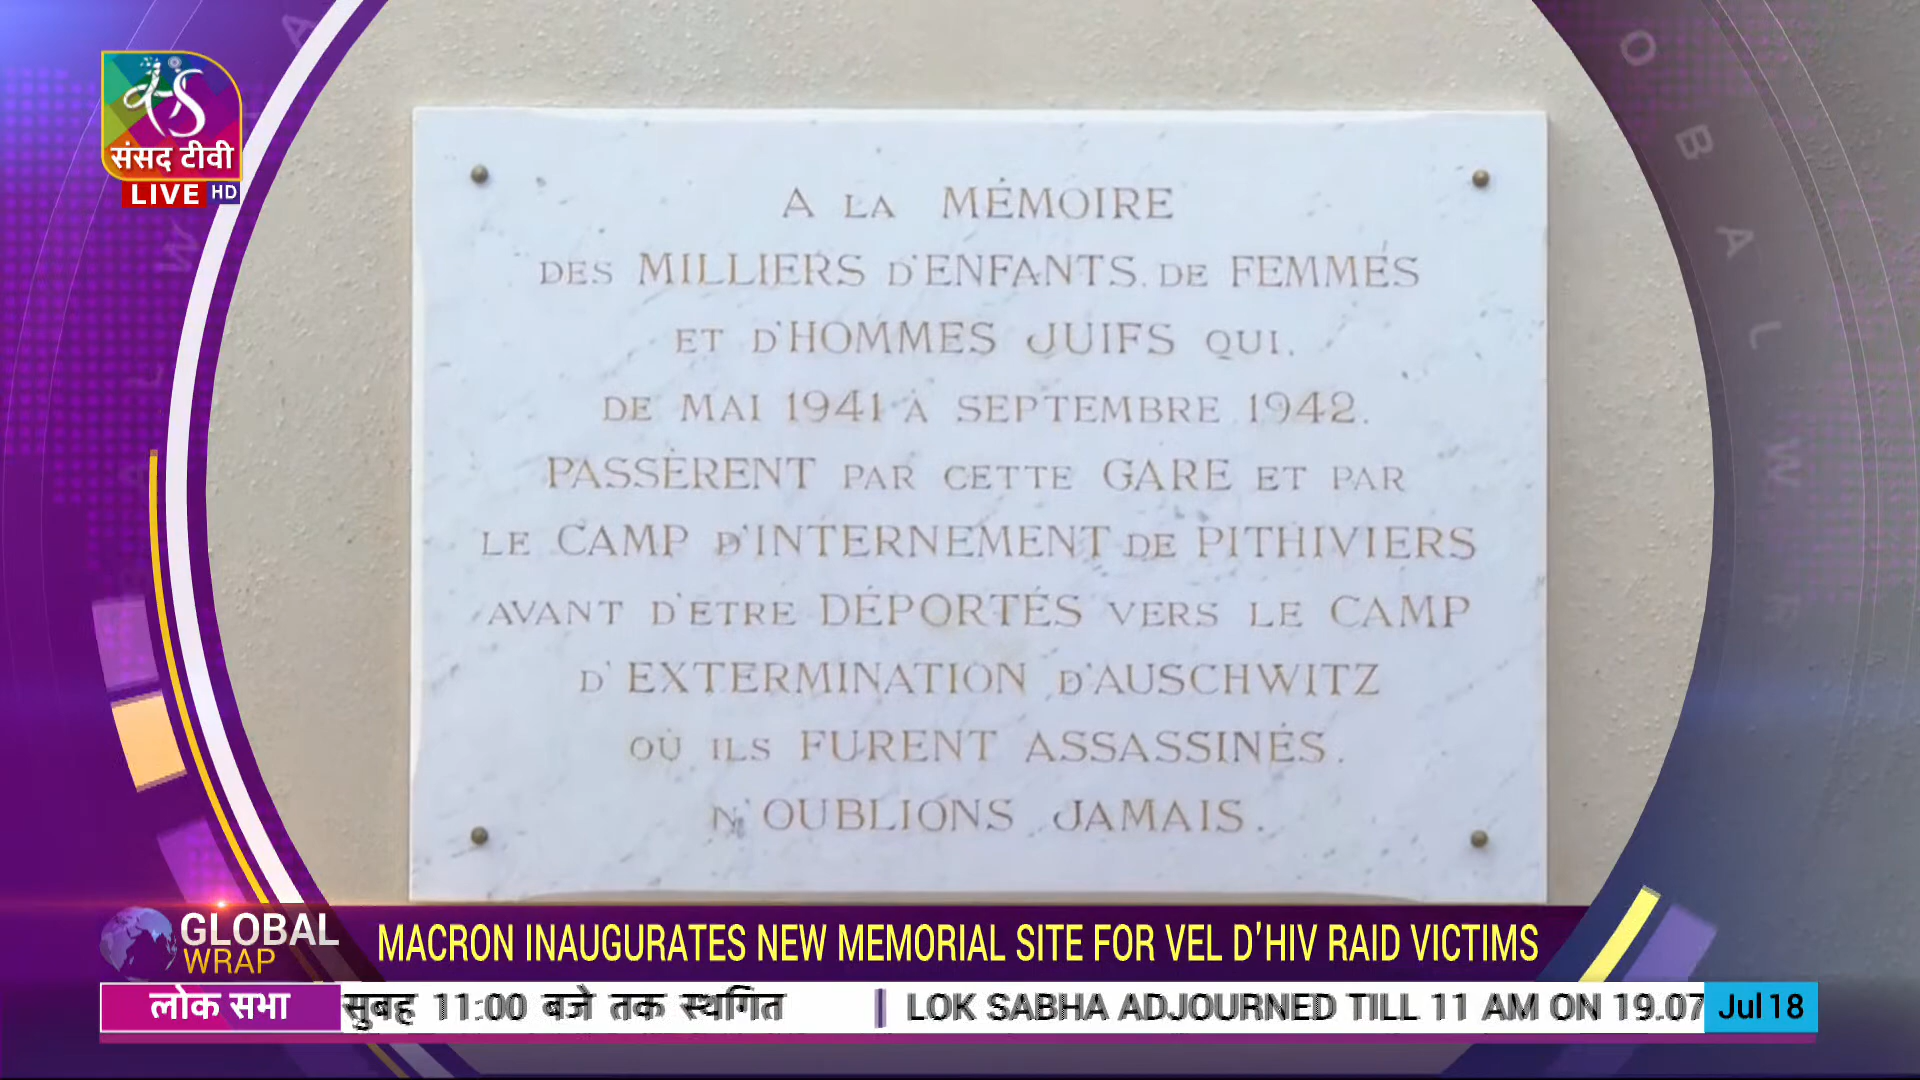 संसद टीवी
LIVE HD
A LA MÉMOIRE
DES MILLIERS D'ENFANTS, DE FEMMES
ET D'HOMMES JUIFS QUI,
DE MAI 1941 À SEPTEMBRE 1942,
PASSÈRENT PAR CETTE GARE ET PAR
LE CAMP D'INTERNEMENT DE PITHIVIERS
AVANT D'ETRE DÉPORTÉS VERS LE CAMP
D'EXTERMINATION D'AUSCHWITZ
OÙ ILS FURENT ASSASSINÉS.
N'OUBLIONS JAMAIS.
GLOBAL
WRAP
MACRON INAUGURATES NEW MEMORIAL SITE FOR VEL D'HIV RAID VICTIMS
लोक सभा सुबह 11:00 बजे तक स्थगित | LOK SABHA ADJOURNED TILL 11 AM ON 19.07 Jul 18